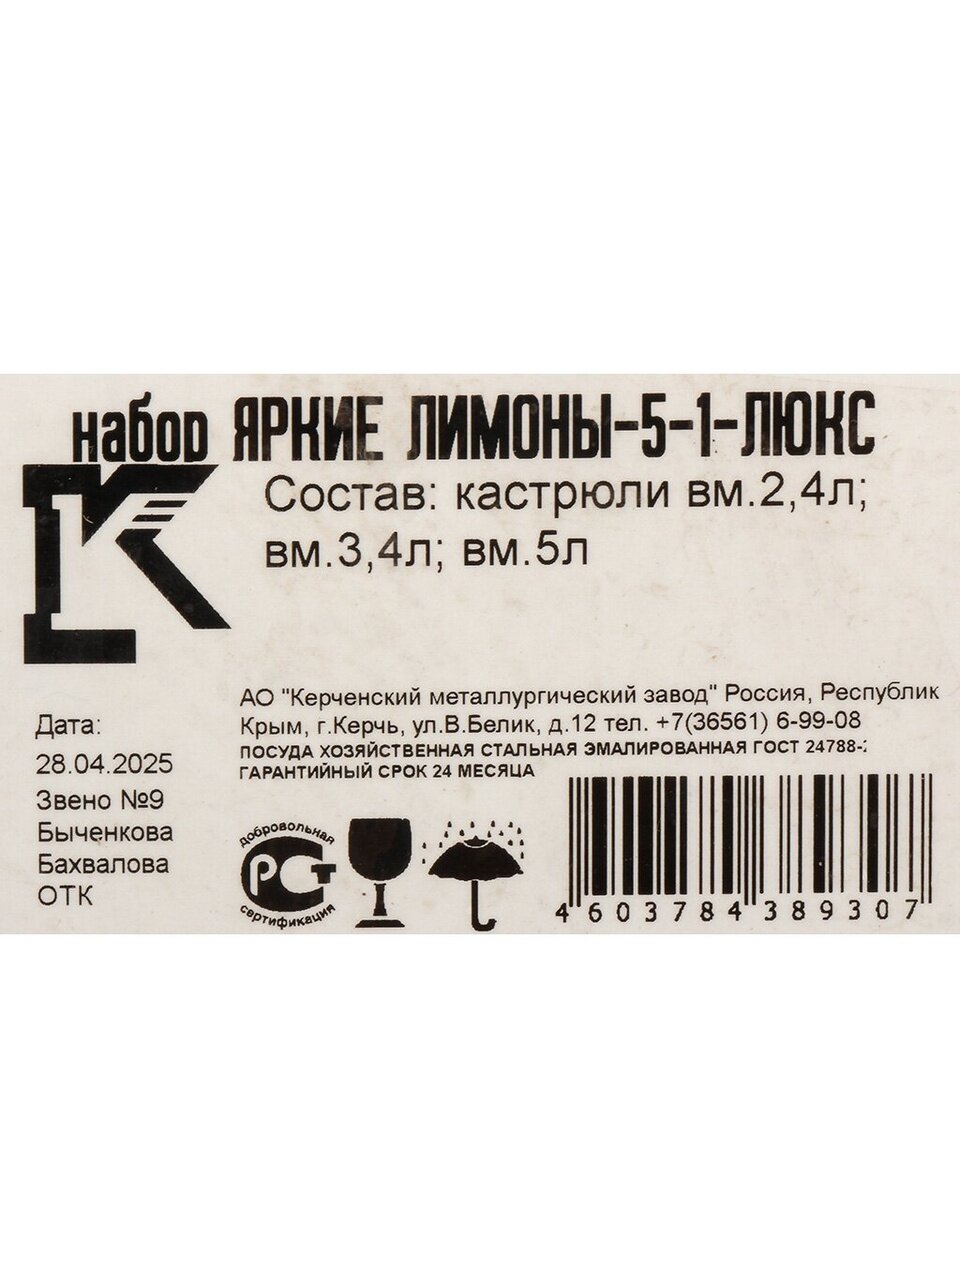 набор ЯРКИЕ ЛИМОНЫ-5-1-ЛЮКС
Состав: кастрюли вм.2,4л;
вм.3,4л; вм.5л
АО "Керченский металлургический завод" Россия, Республик
Крым, г.Керчь, ул.В.Белик, д.12 тел. +7(36561) 6-99-08
ПОСУДА ХОЗЯЙСТВЕННАЯ СТАЛЬНАЯ ЭМАЛИРОВАННАЯ ГОСТ 24788-
ГАРАНТИЙНЫЙ СРОК 24 МЕСЯЦА
Дата:
28.04.2025
Звено №9
Быченкова
Бахвалова
ОТК
добровольная
РСТ
сертификация
4 603784 389307